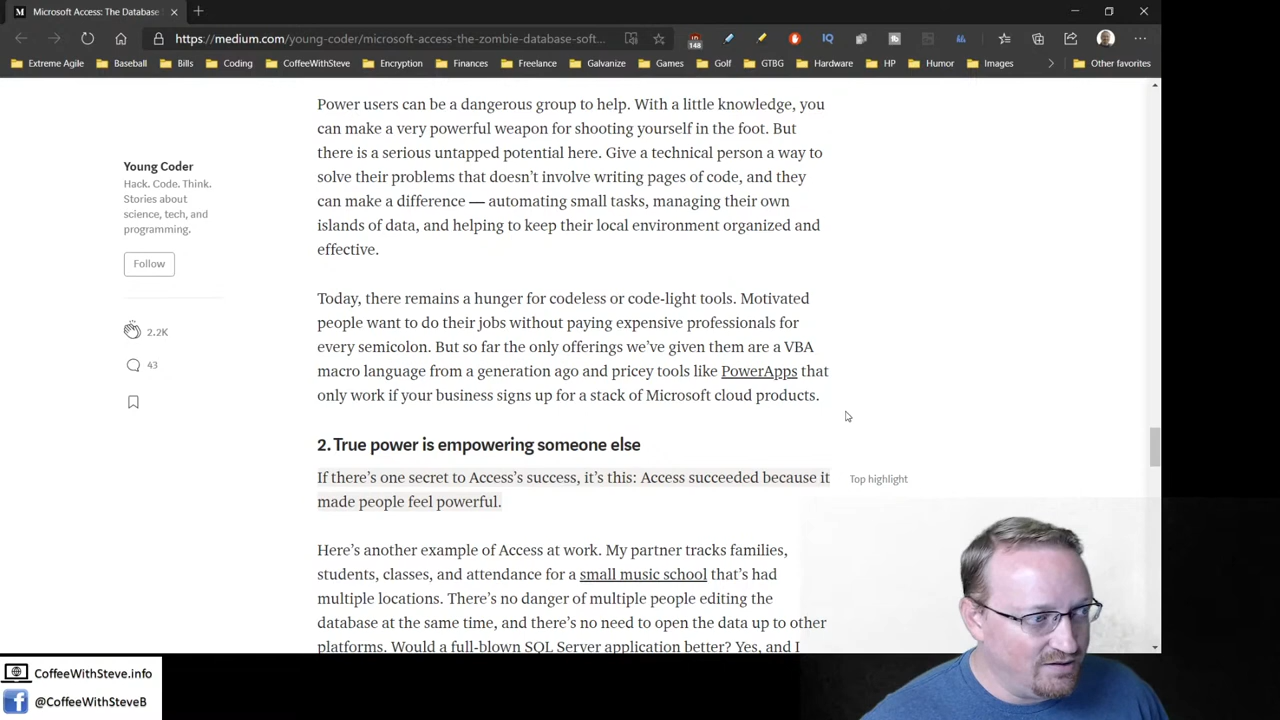 Microsoft Access: The Database
https://medium.com/young-coder/microsoft-access-the-zombie-database-soft...
148
IQ
Extreme Agile
Baseball
Bills
Coding
CoffeeWithSteve
Encryption
Finances
Freelance
Galvanize
Games
Golf
GTBG
Hardware
HP
Humor
Images
Other favorites
Young Coder
Hack. Code. Think.
Stories about
science, tech, and
programming.
Follow
2.2K
43
Power users can be a dangerous group to help. With a little knowledge, you
can make a very powerful weapon for shooting yourself in the foot. But
there is a serious untapped potential here. Give a technical person a way to
solve their problems that doesn't involve writing pages of code, and they
can make a difference — automating small tasks, managing their own
islands of data, and helping to keep their local environment organized and
effective.
Today, there remains a hunger for codeless or code-light tools. Motivated
people want to do their jobs without paying expensive professionals for
every semicolon. But so far the only offerings we've given them are a VBA
macro language from a generation ago and pricey tools like PowerApps that
only work if your business signs up for a stack of Microsoft cloud products.
2. True power is empowering someone else
If there's one secret to Access's success, it's this: Access succeeded because it
made people feel powerful.
Top highlight
Here's another example of Access at work. My partner tracks families,
students, classes, and attendance for a small music school that's had
multiple locations. There's no danger of multiple people editing the
database at the same time, and there's no need to open the data up to other
platforms. Would a full-blown SQL Server application better? Yes, and I
CoffeeWithSteve.info
@CoffeeWithSteveB